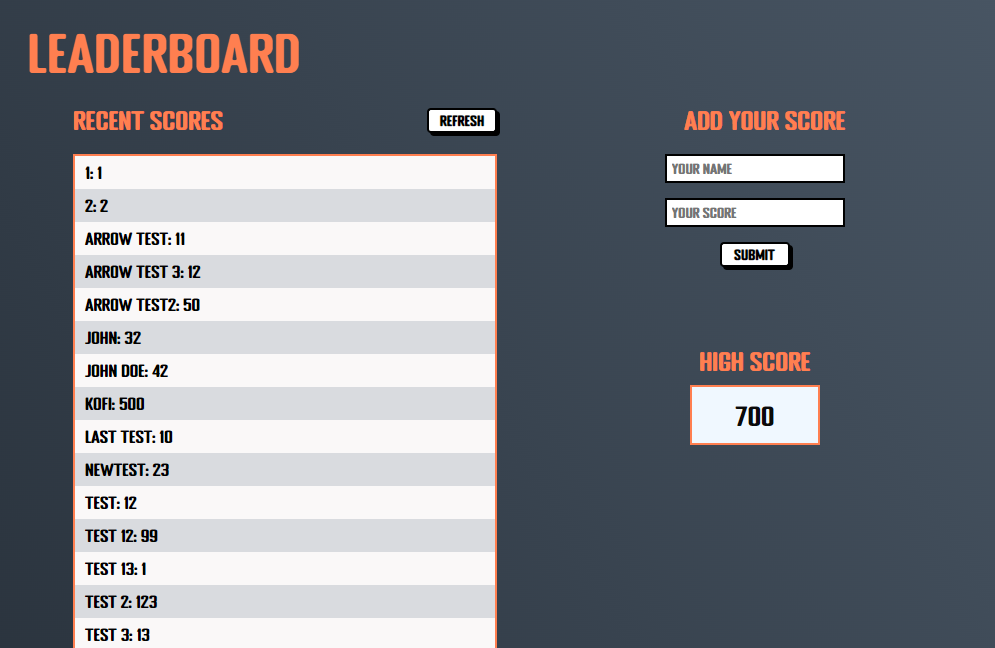 LEADERBOARD
RECENT SCORES
REFRESH
1: 1
2: 2
ARROW TEST: 11
ARROW TEST 3: 12
ARROW TEST2: 50
JOHN: 32
JOHN DOE: 42
KOFI: 500
LAST TEST: 10
NEWTEST: 23
TEST: 12
TEST 12: 99
TEST 13: 1
TEST 2: 123
TEST 3: 13
ADD YOUR SCORE
YOUR NAME
YOUR SCORE
SUBMIT
HIGH SCORE
700